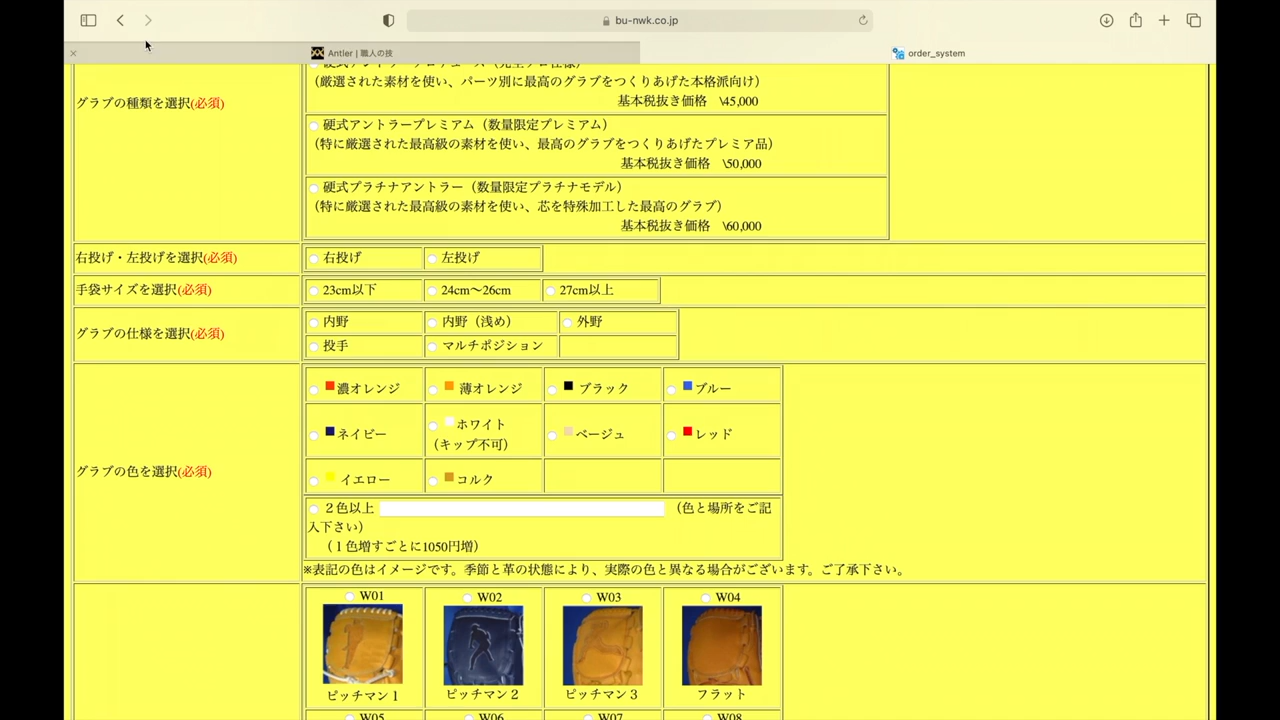 bu-nwk.co.jp
Antler | 職人の技
order_system
グラブの種類を選択(必須)
(厳選された素材を使い、パーツ別に最高のグラブをつくりあげた本格派向け)
基本税抜き価格 \45,000
硬式アントラープレミアム（数量限定プレミアム）
(特に厳選された最高級の素材を使い、最高のグラブをつくりあげたプレミア品)
基本税抜き価格 \50,000
硬式プラチナアントラー（数量限定プラチナモデル）
(特に厳選された最高級の素材を使い、芯を特殊加工した最高のグラブ)
基本税抜き価格 \60,000
右投げ・左投げを選択(必須)
右投げ 左投げ
手袋サイズを選択(必須)
23cm以下 24cm～26cm 27cm以上
グラブの仕様を選択(必須)
内野 内野（浅め） 外野
投手 マルチポジション
グラブの色を選択(必須)
濃オレンジ 薄オレンジ ブラック ブルー
ネイビー ホワイト（キップ不可） ベージュ レッド
イエロー コルク
２色以上 （色と場所をご記
入下さい）
（１色増すごとに1050円増）
※表記の色はイメージです。季節と革の状態により、実際の色と異なる場合がございます。ご了承下さい。
W01 W02 W03 W04
ピッチマン１ ピッチマン２ ピッチマン３ フラット
W05 W06 W07 W08